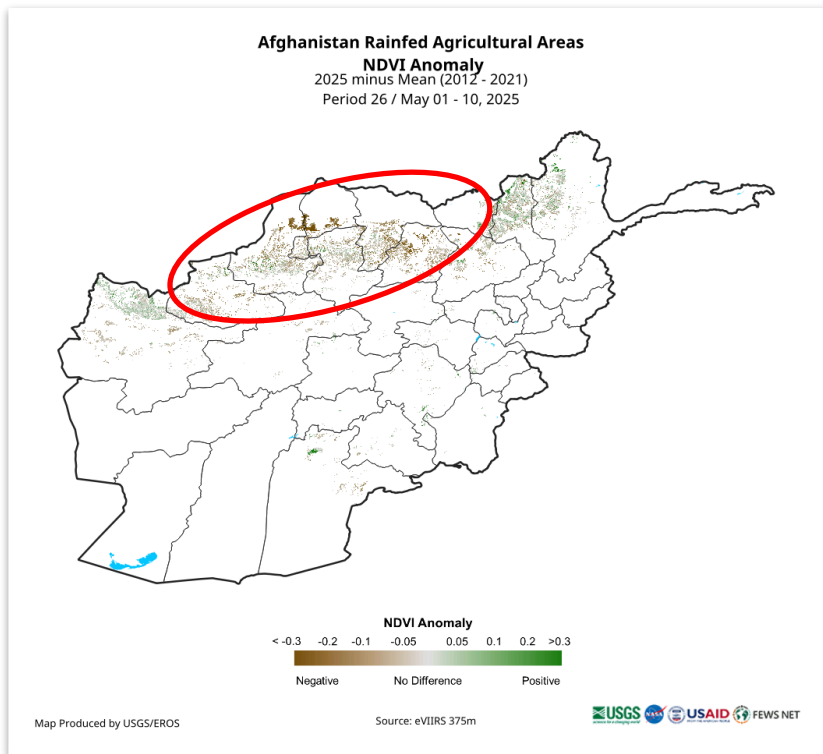 Afghanistan Rainfed Agricultural Areas
NDVI Anomaly
2025 minus Mean (2012 - 2021)
Period 26 / May 01 - 10, 2025
NDVI Anomaly
< -0.3 -0.2 -0.1 -0.05 0.05 0.1 0.2 >0.3
Negative No Difference Positive
Map Produced by USGS/EROS
Source: eVIIRS 375m
USGS NASA USAID FEWS NET